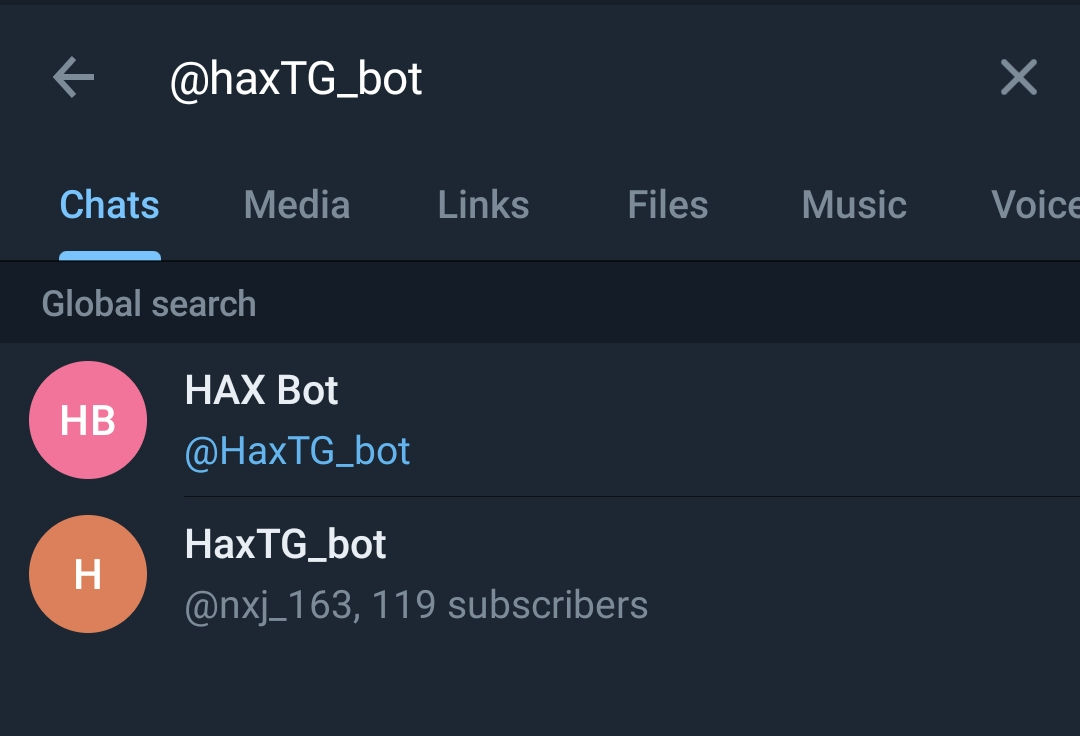 @haxTG_bot
Chats Media Links Files Music Voice
Global search
HB
HAX Bot
@HaxTG_bot
H
HaxTG_bot
@nxj_163, 119 subscribers